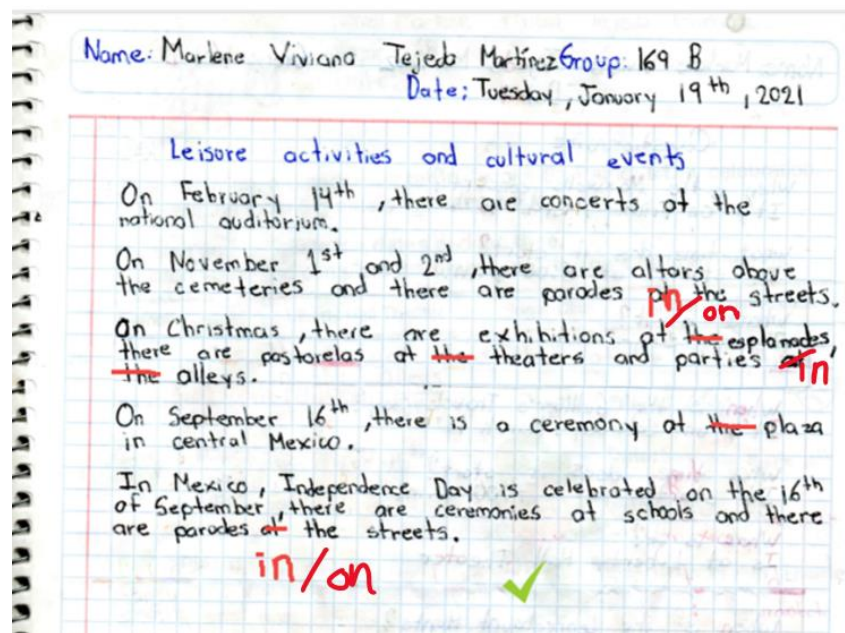 Name: Marlene Viviana Tejeda Martínez Group: 169 B
Date: Tuesday, January 19th, 2021
Leisure activities and cultural events
On February 14th, there are concerts at the
national auditorium.
On November 1st and 2nd, there are altars above
the cemeteries and there are parades in/on the streets.
On Christmas, there are exhibitions at the esplanades,
there are pastorelas at the theaters and parties in
the alleys.
On September 16th, there is a ceremony at the plaza
in central Mexico.
In Mexico, Independence Day is celebrated on the 16th
of September, there are ceremonies at schools and there
are parades at the streets.
in/on